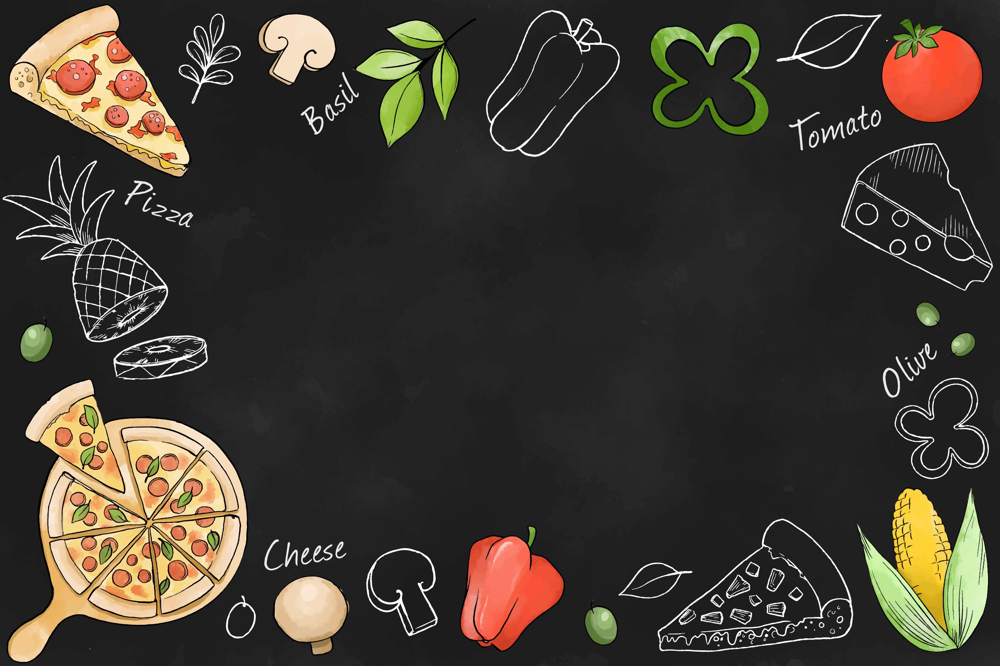 Basil
Tomato
Pizza
Olive
Cheese